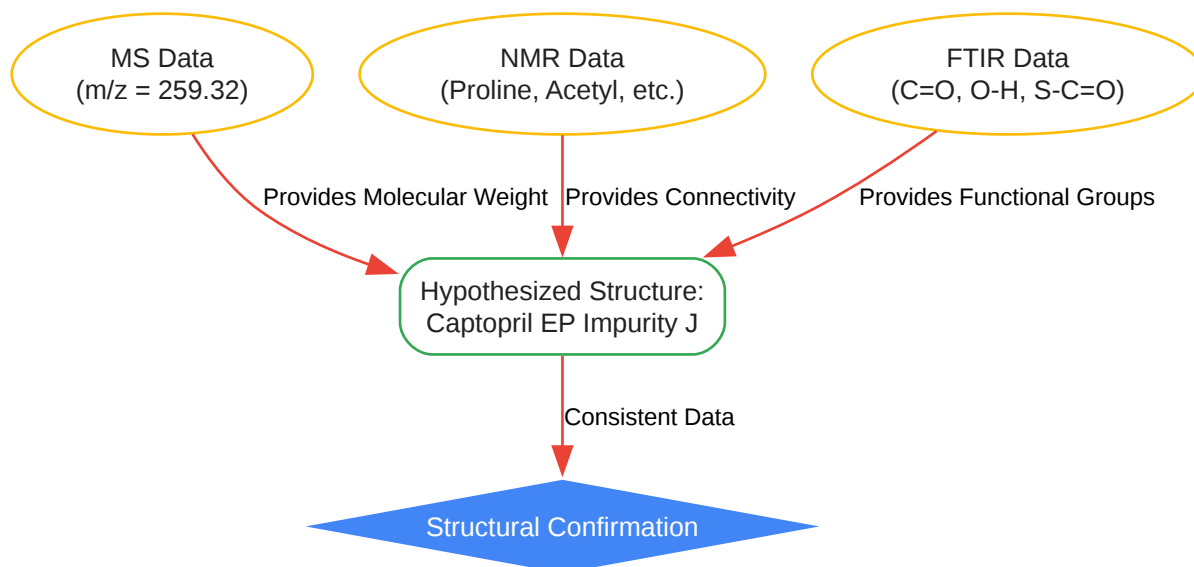 MS Data
(m/z = 259.32)
NMR Data
(Proline, Acetyl, etc.)
FTIR Data
(C=O, O-H, S-C=O)
Provides Molecular Weight
Provides Connectivity
Provides Functional Groups
Hypothesized Structure:
Captopril EP Impurity J
Consistent Data
Structural Confirmation